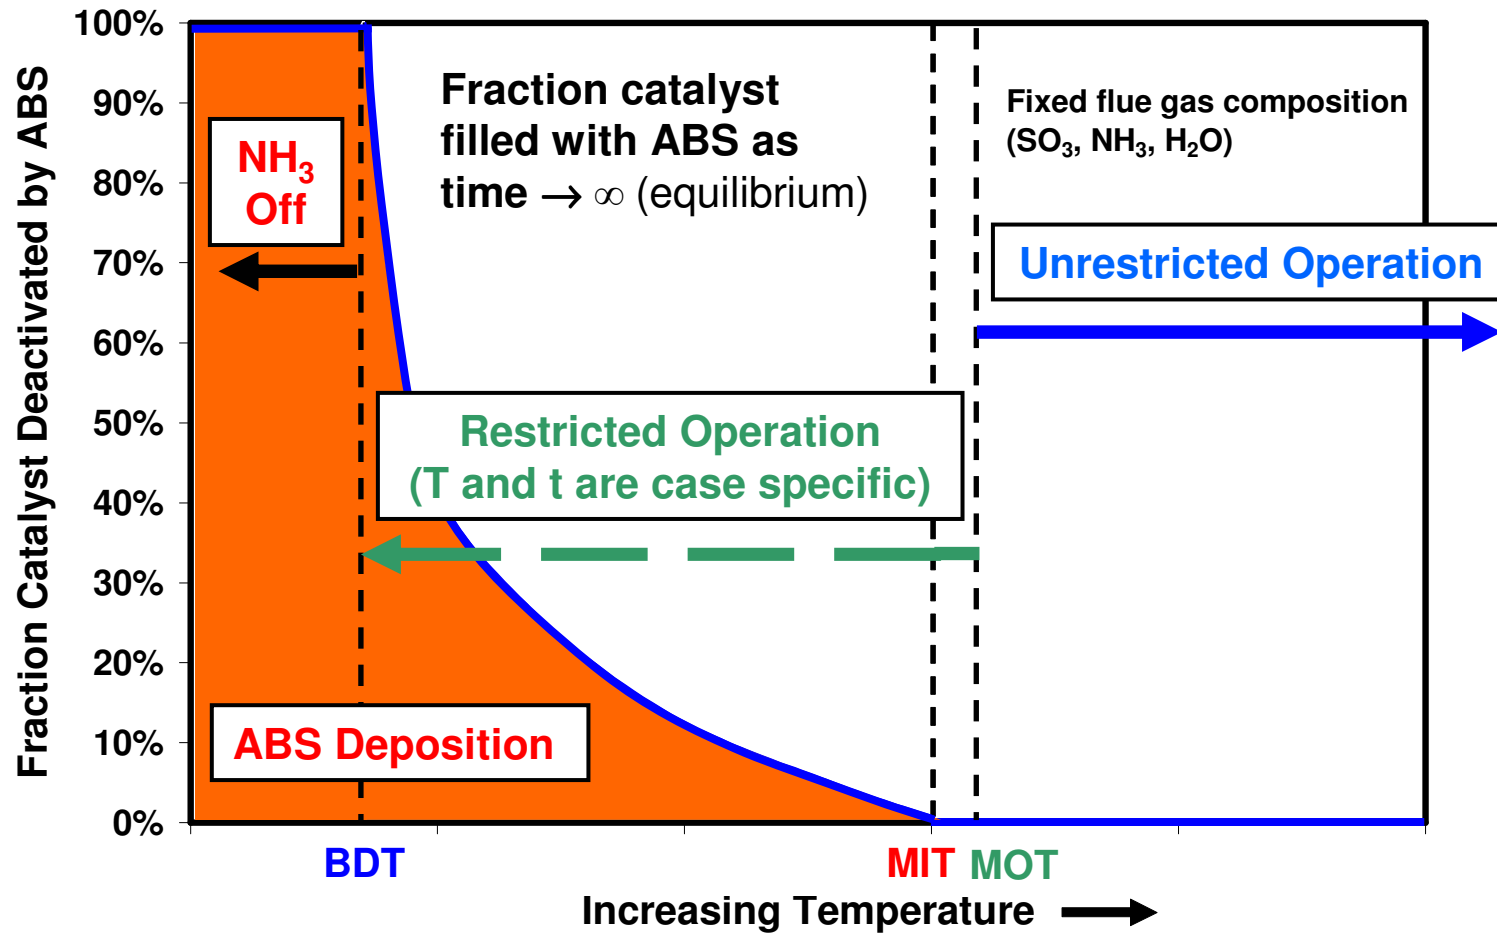 Fraction Catalyst Deactivated by ABS
100%
90%
80%
70%
60%
50%
40%
30%
20%
10%
0%
NH₃
Off
Fraction catalyst
filled with ABS as
time → ∞ (equilibrium)
Fixed flue gas composition
(SO₃, NH₃, H₂O)
Unrestricted Operation
Restricted Operation
(T and t are case specific)
ABS Deposition
BDT
MIT
MOT
Increasing Temperature